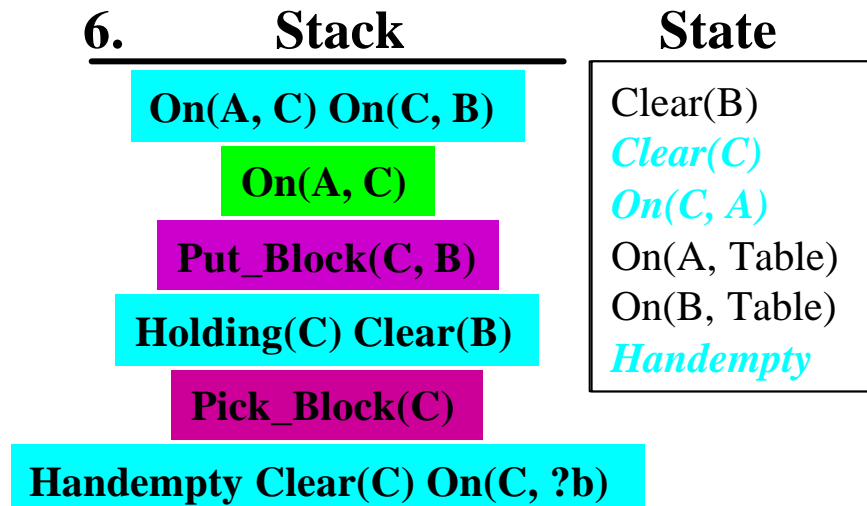 6. Stack State
On(A, C) On(C, B)
On(A, C)
Put_Block(C, B)
Holding(C) Clear(B)
Pick_Block(C)
Handempty Clear(C) On(C, ?b)
Clear(B)
Clear(C)
On(C, A)
On(A, Table)
On(B, Table)
Handempty